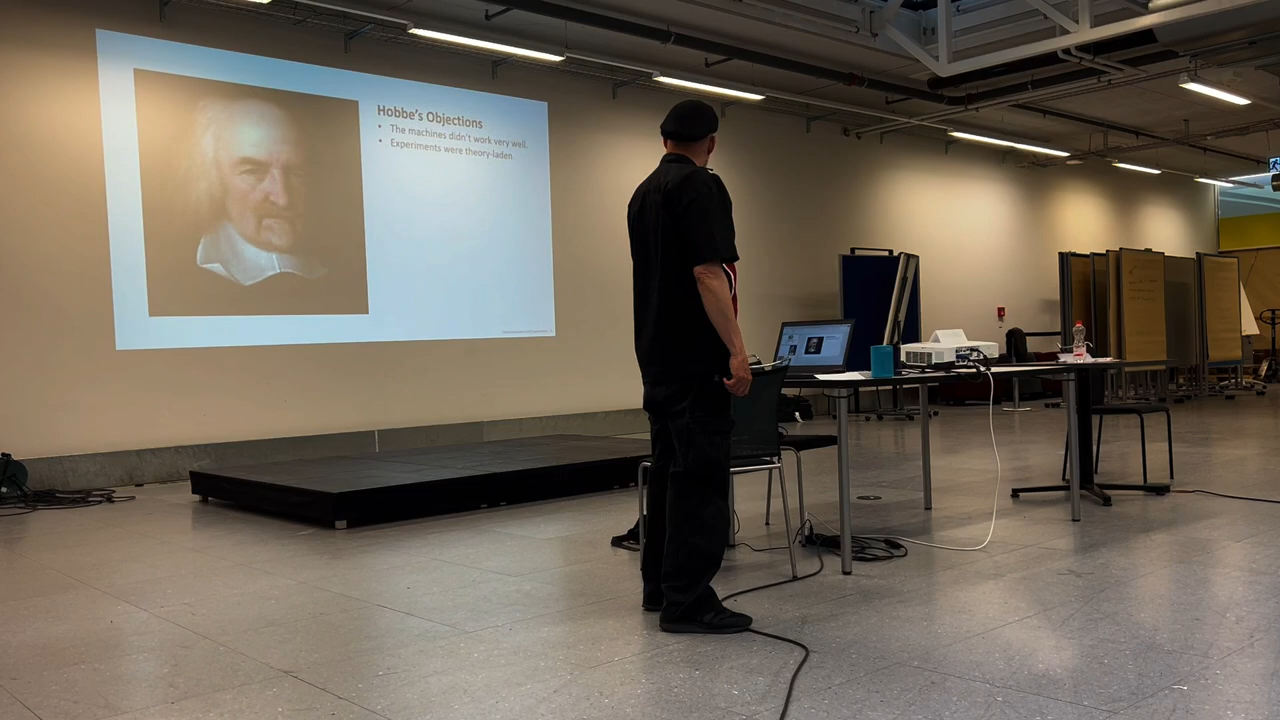 Hobbe's Objections
• The machines didn't work very well.
• Experiments were theory-laden.